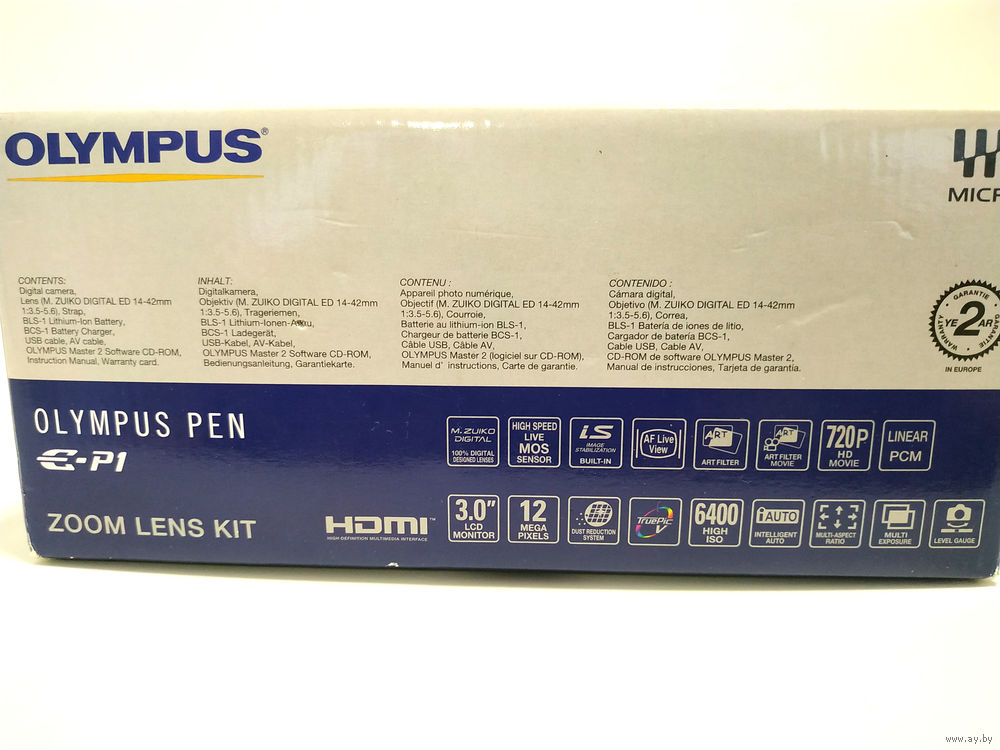 OLYMPUS®
MICR
CONTENTS:
Digital camera,
Lens (M. ZUIKO DIGITAL ED 14-42mm
1:3.5-5.6), Strap,
BLS-1 Lithium-Ion Battery,
BCS-1 Battery Charger,
USB cable, AV cable,
OLYMPUS Master 2 Software CD-ROM,
Instruction Manual, Warranty card.
INHALT:
Digitalkamera,
Objektiv (M. ZUIKO DIGITAL ED 14-42mm
1:3.5-5.6), Trageriemen,
BLS-1 Lithium-Ionen-Akku,
BCS-1 Ladegerät,
USB-Kabel, AV-Kabel,
OLYMPUS Master 2 Software CD-ROM,
Bedienungsanleitung, Garantiekarte.
CONTENU :
Appareil photo numérique,
Objectif (M. ZUIKO DIGITAL ED 14-42mm
1:3.5-5.6), Courroie,
Batterie au lithium-ion BLS-1,
Chargeur de batterie BCS-1,
Câble USB, Câble AV,
OLYMPUS Master 2 (logiciel sur CD-ROM),
Manuel d' instructions, Carte de garantie.
CONTENIDO :
Cámara digital,
Objetivo (M. ZUIKO DIGITAL ED 14-42mm
1:3.5-5.6), Correa,
BLS-1 Batería de iones de lítio,
Cargador de batería BCS-1,
Cable USB, Cable AV,
CD-ROM de software OLYMPUS Master 2,
Manual de instrucciones, Tarjeta de garantía.
GARANTIE • GARANTIE • WARRANTY •
YE2AR
IN EUROPE
OLYMPUS PEN
E-P1
ZOOM LENS KIT
HDMI™
HIGH-DEFINITION MULTIMEDIA INTERFACE
M.ZUIKO
DIGITAL
100% DIGITAL
DESIGNED LENSES
HIGH SPEED
LIVE
MOS
SENSOR
iS
IMAGE
STABILIZATION
BUILT-IN
AF Live
View
ART
ART FILTER
ART
ART FILTER
MOVIE
720P
HD
MOVIE
LINEAR
PCM
3.0"
LCD
MONITOR
12
MEGA
PIXELS
DUST REDUCTION
SYSTEM
TruePic
V
6400
HIGH
ISO
iAUTO
INTELLIGENT
AUTO
MULTI-ASPECT
RATIO
MULTI
EXPOSURE
LEVEL GAUGE
www.ay.by